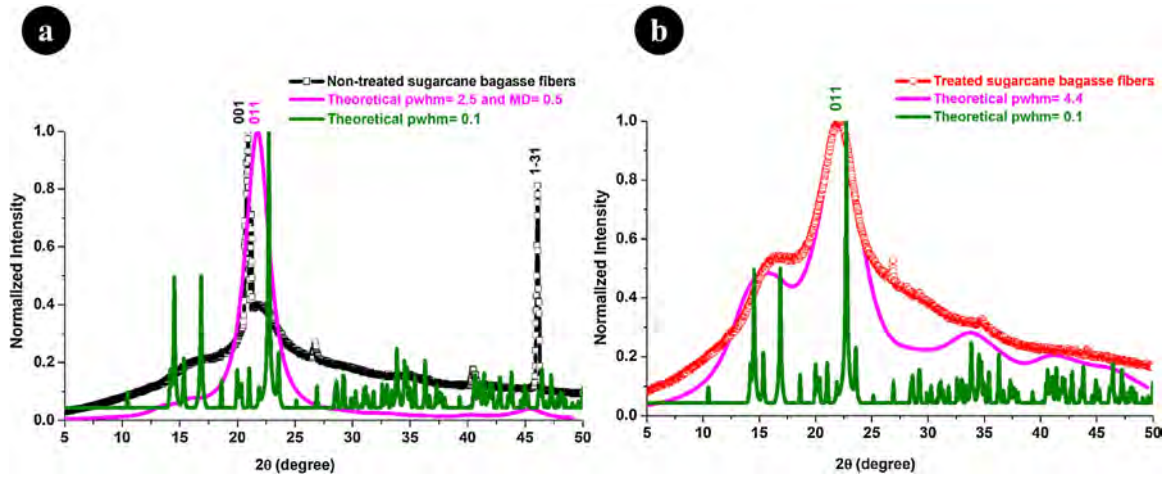 a
Non-treated sugarcane bagasse fibers
Theoretical pwhm= 2.5 and MD= 0.5
Theoretical pwhm= 0.1
001
011
1-31
Normalized Intensity
1.0
0.8
0.6
0.4
0.2
0.0
5 10 15 20 25 30 35 40 45 50
2θ (degree)
b
Treated sugarcane bagasse fibers
Theoretical pwhm= 4.4
Theoretical pwhm= 0.1
011
Normalized Intensity
1.0
0.8
0.6
0.4
0.2
0.0
5 10 15 20 25 30 35 40 45 50
2θ (degree)